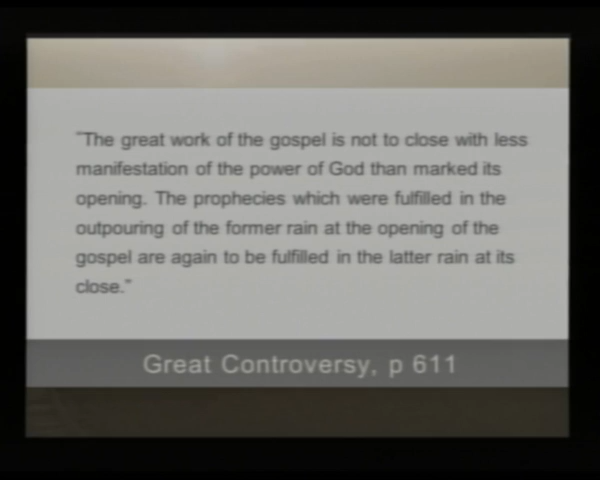 "The great work of the gospel is not to close with less
manifestation of the power of God than marked its
opening. The prophecies which were fulfilled in the
outpouring of the former rain at the opening of the
gospel are again to be fulfilled in the latter rain at its
close."
Great Controversy, p 611